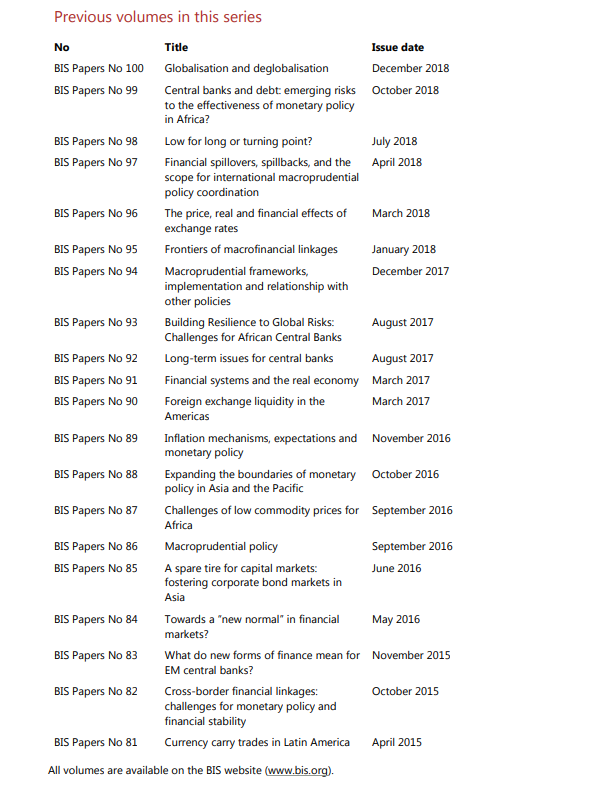 Previous volumes in this series
No Title Issue date
BIS Papers No 100 Globalisation and deglobalisation December 2018
BIS Papers No 99 Central banks and debt: emerging risks October 2018
to the effectiveness of monetary policy
in Africa?
BIS Papers No 98 Low for long or turning point? July 2018
BIS Papers No 97 Financial spillovers, spillbacks, and the April 2018
scope for international macroprudential
policy coordination
BIS Papers No 96 The price, real and financial effects of March 2018
exchange rates
BIS Papers No 95 Frontiers of macrofinancial linkages January 2018
BIS Papers No 94 Macroprudential frameworks, December 2017
implementation and relationship with
other policies
BIS Papers No 93 Building Resilience to Global Risks: August 2017
Challenges for African Central Banks
BIS Papers No 92 Long-term issues for central banks August 2017
BIS Papers No 91 Financial systems and the real economy March 2017
BIS Papers No 90 Foreign exchange liquidity in the March 2017
Americas
BIS Papers No 89 Inflation mechanisms, expectations and November 2016
monetary policy
BIS Papers No 88 Expanding the boundaries of monetary October 2016
policy in Asia and the Pacific
BIS Papers No 87 Challenges of low commodity prices for September 2016
Africa
BIS Papers No 86 Macroprudential policy September 2016
BIS Papers No 85 A spare tire for capital markets: June 2016
fostering corporate bond markets in
Asia
BIS Papers No 84 Towards a "new normal" in financial May 2016
markets?
BIS Papers No 83 What do new forms of finance mean for November 2015
EM central banks?
BIS Papers No 82 Cross-border financial linkages: October 2015
challenges for monetary policy and
financial stability
BIS Papers No 81 Currency carry trades in Latin America April 2015
All volumes are available on the BIS website (www.bis.org).